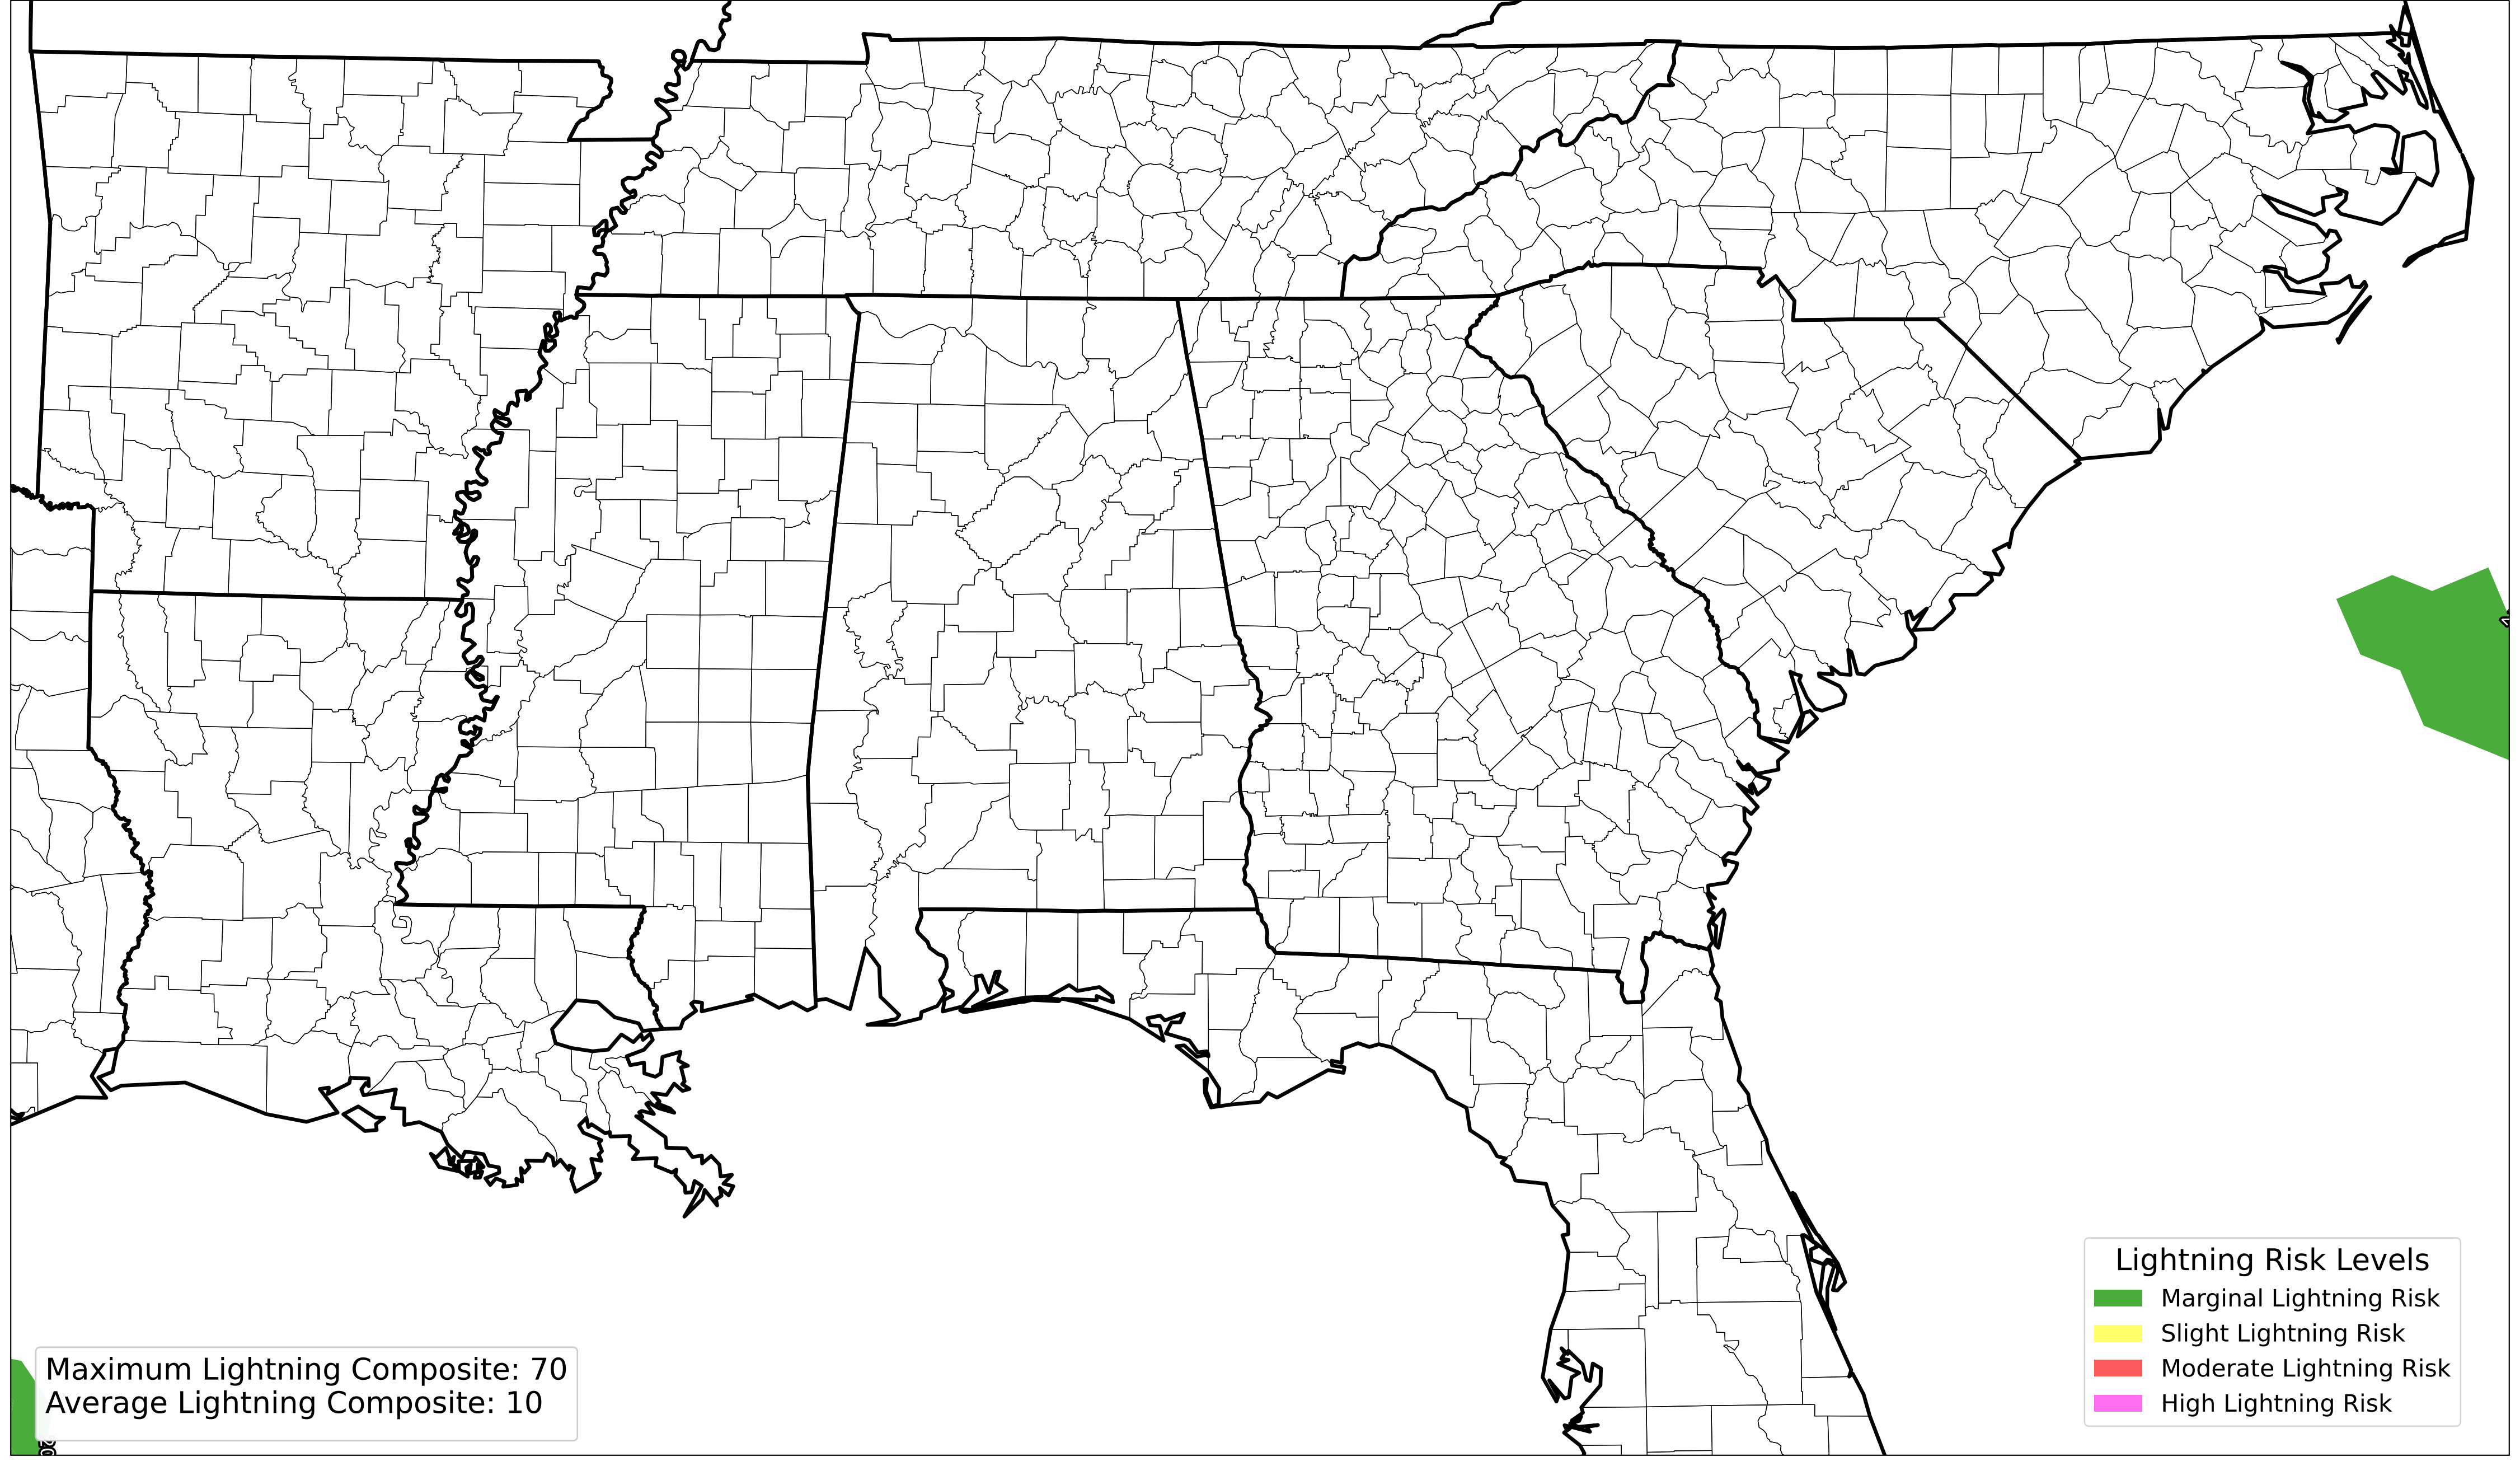 Lightning Risk Levels
Marginal Lightning Risk
Slight Lightning Risk
Moderate Lightning Risk
High Lightning Risk
Maximum Lightning Composite: 70
Average Lightning Composite: 10